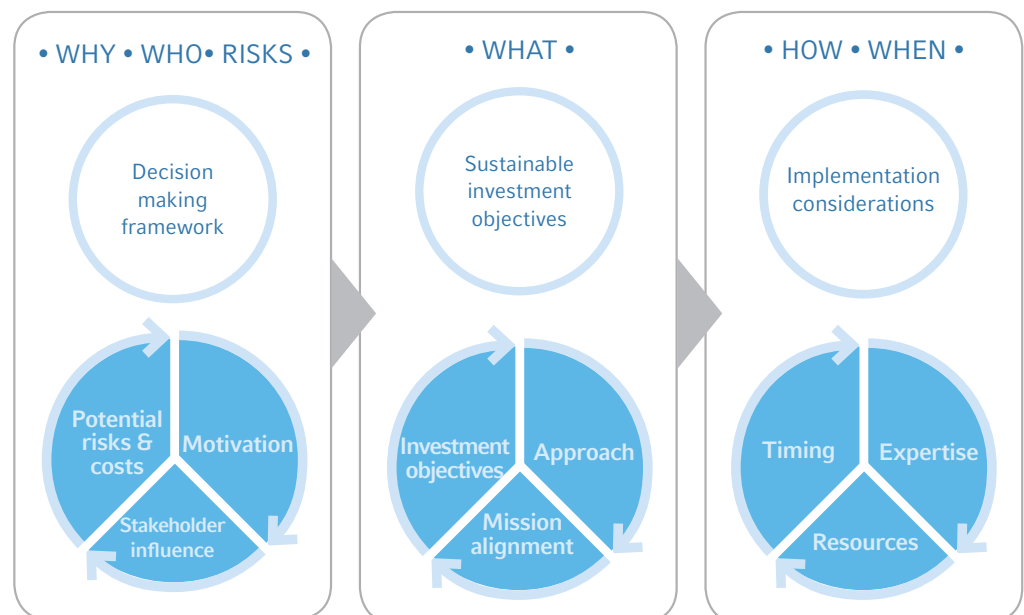 • WHY • WHO• RISKS •
Decision
making
framework
Potential
risks &
costs
Motivation
Stakeholder
influence
• WHAT •
Sustainable
investment
objectives
Investment
objectives
Approach
Mission
alignment
• HOW • WHEN •
Implementation
considerations
Timing
Expertise
Resources